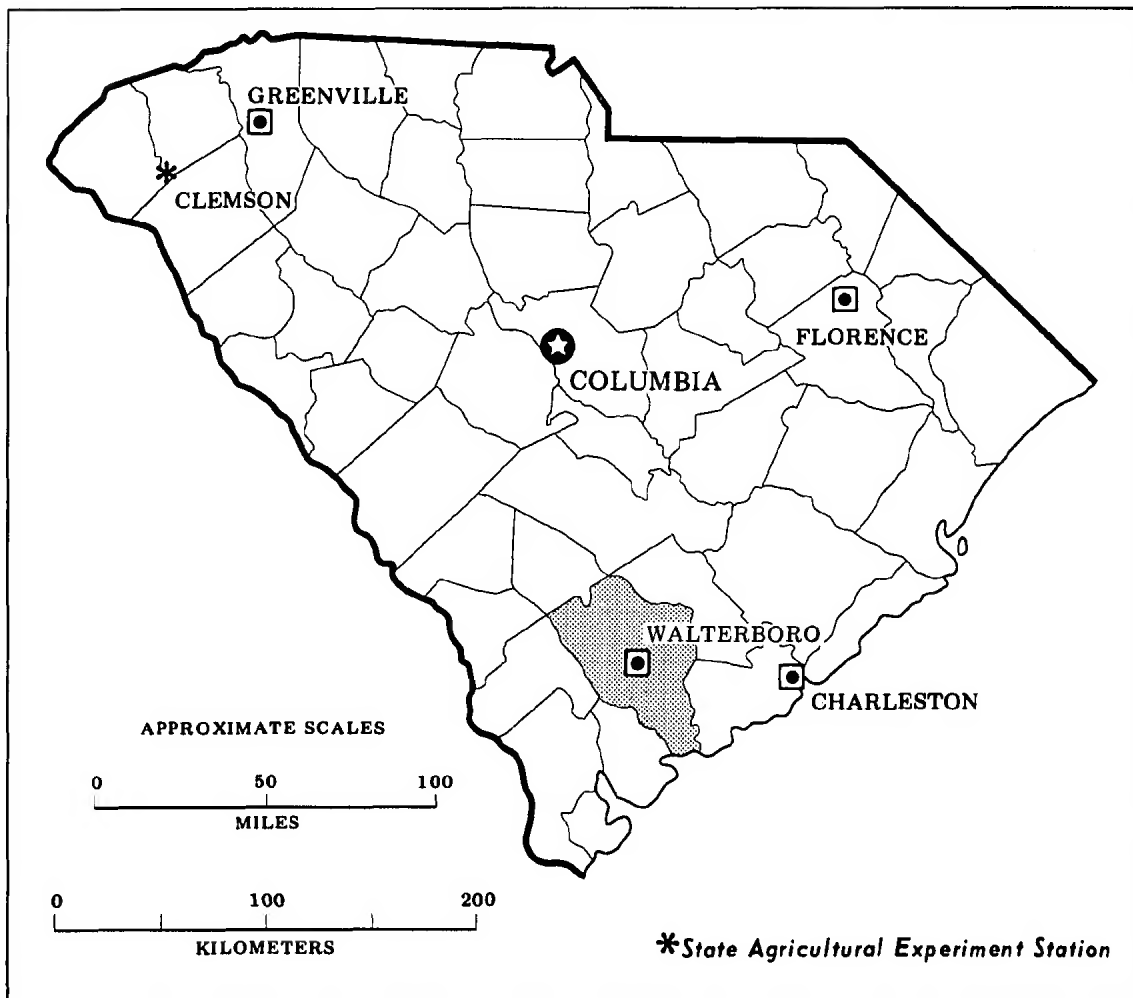 GREENVILLE
CLEMSON
FLORENCE
COLUMBIA
WALTERBORO
CHARLESTON
APPROXIMATE SCALES
0 50 100
MILES
0 100 200
KILOMETERS
*State Agricultural Experiment Station